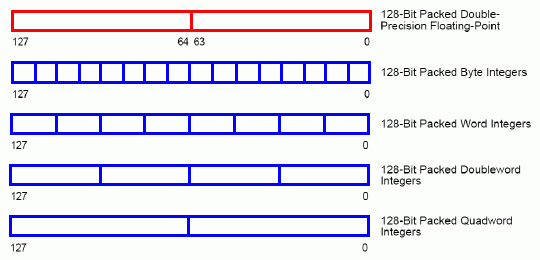 128-Bit Packed Double-
Precision Floating-Point
127 64 63 0
128-Bit Packed Byte Integers
127 0
128-Bit Packed Word Integers
127 0
128-Bit Packed Doubleword
Integers
127 0
128-Bit Packed Quadword
Integers
127 0